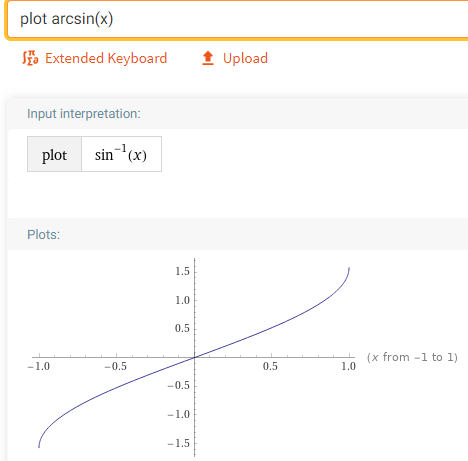 plot arcsin(x)
∫π Σ∂ Extended Keyboard Upload
Input interpretation:
plot sin⁻¹(x)
Plots:
1.5
1.0
0.5
−1.0 −0.5 0.5 1.0 (x from −1 to 1)
−0.5
−1.0
−1.5